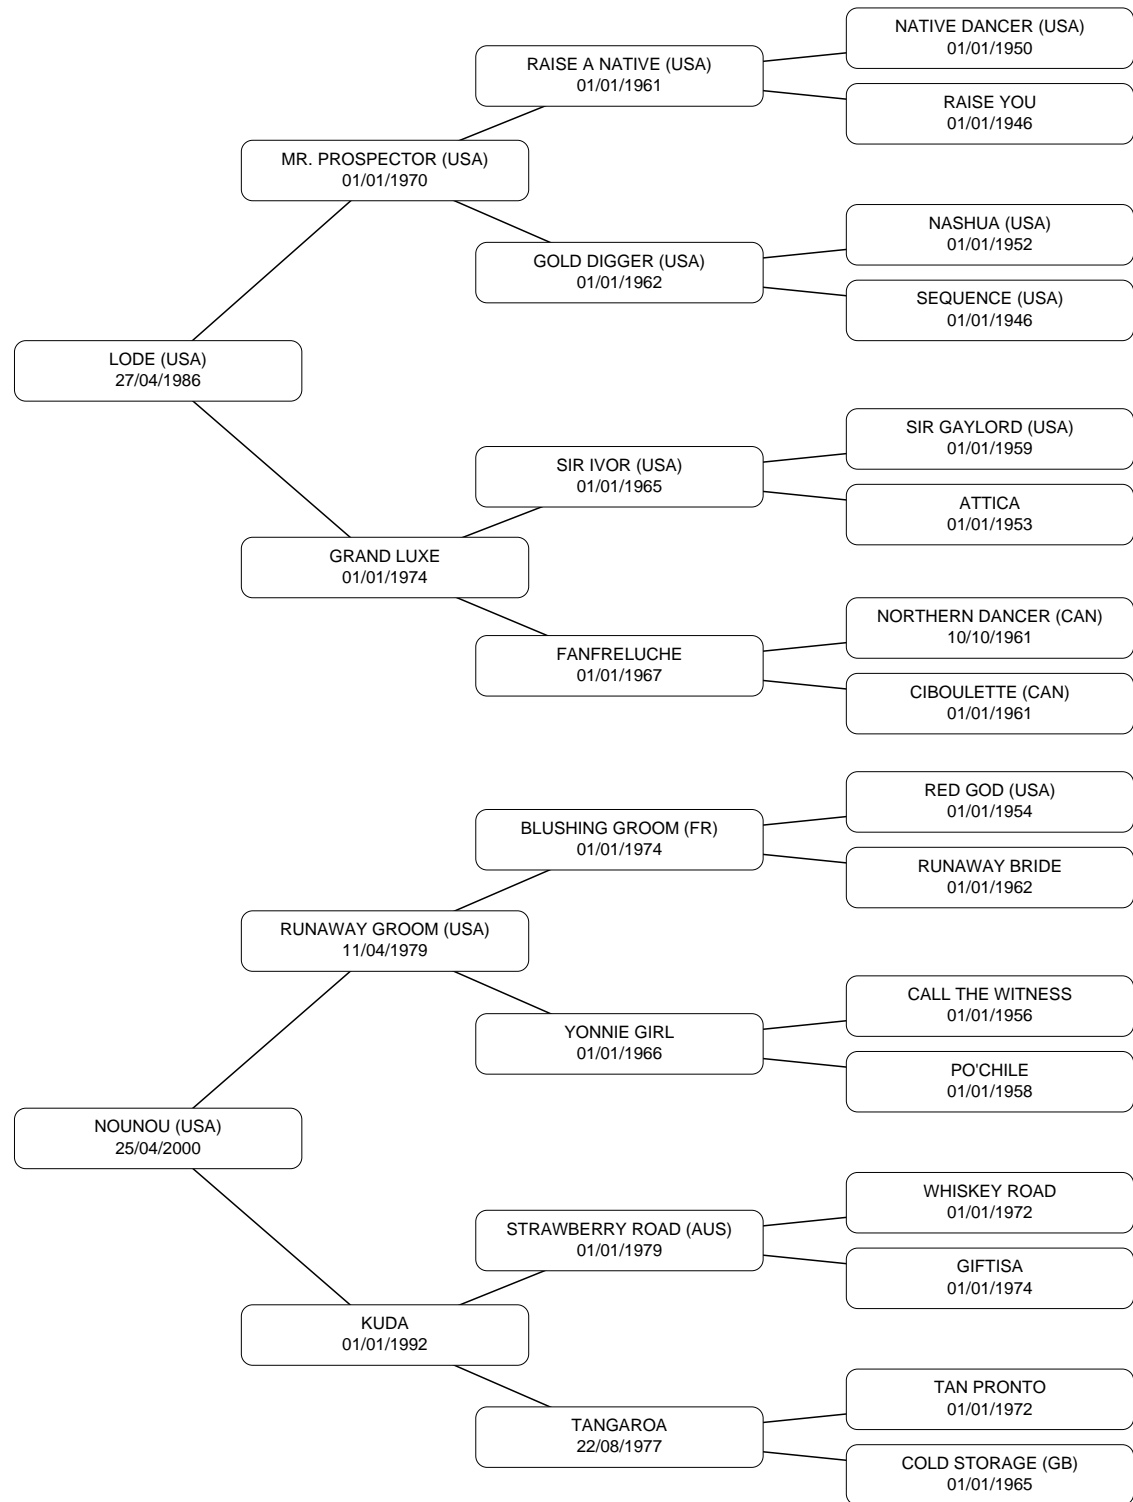 NATIVE DANCER (USA)
01/01/1950
RAISE A NATIVE (USA)
01/01/1961
RAISE YOU
01/01/1946
MR. PROSPECTOR (USA)
01/01/1970
NASHUA (USA)
01/01/1952
GOLD DIGGER (USA)
01/01/1962
SEQUENCE (USA)
01/01/1946
LODE (USA)
27/04/1986
SIR GAYLORD (USA)
01/01/1959
SIR IVOR (USA)
01/01/1965
ATTICA
01/01/1953
GRAND LUXE
01/01/1974
NORTHERN DANCER (CAN)
10/10/1961
FANFRELUCHE
01/01/1967
CIBOULETTE (CAN)
01/01/1961
RED GOD (USA)
01/01/1954
BLUSHING GROOM (FR)
01/01/1974
RUNAWAY BRIDE
01/01/1962
RUNAWAY GROOM (USA)
11/04/1979
CALL THE WITNESS
01/01/1956
YONNIE GIRL
01/01/1966
PO'CHILE
01/01/1958
NOUNOU (USA)
25/04/2000
WHISKEY ROAD
01/01/1972
STRAWBERRY ROAD (AUS)
01/01/1979
GIFTISA
01/01/1974
KUDA
01/01/1992
TAN PRONTO
01/01/1972
TANGAROA
22/08/1977
COLD STORAGE (GB)
01/01/1965